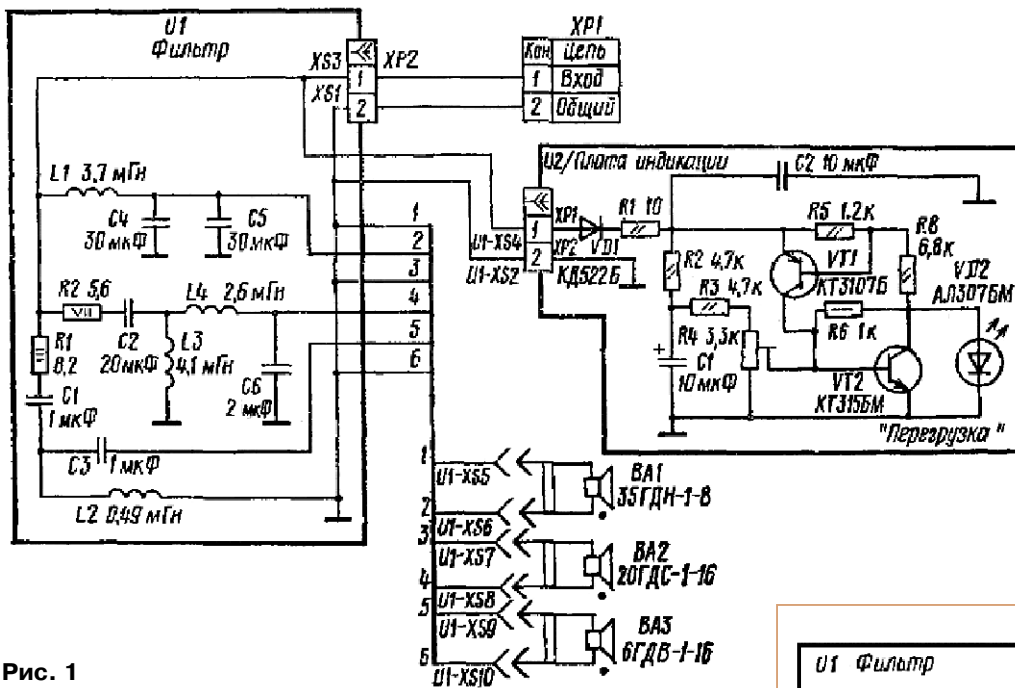 U1
Фильтр
XS3
XP2
XS1
1
2
XP1
Кон Цепь
1 Вход
2 Общий
L1 3,7 мГн
C4
30 мкФ
C5
30 мкФ
R2 5,6
C2
20 мкФ
L4 2,6 мГн
L3
4,1 мГн
R1
8,2
C1
1 мкФ
C6
2 мкФ
C3 1 мкФ
L2 0,49 мГн
1
2
3
4
5
6
U2/Плата индикации
U1-XS4
U1-XS2
1
2
XP1
XP2
VD1
КД522Б
R1 10
C2 10 мкФ
R5 1,2к
R8
6,8к
R2 4,7к
VT1
КТ3107Б
VD2
АЛ307БМ
R3 4,7к
R4 3,3к
R6 1к
+
C1
10 мкФ
VT2
КТ315БМ
"Перегрузка"
1
U1-XS5
BA1
35ГДН-1-8
2
U1-XS6
3
U1-XS7
BA2
20ГДС-1-16
4
U1-XS8
5
U1-XS9
BA3
6ГДВ-1-16
6
U1-XS10
Рис. 1
U1 Фильтр